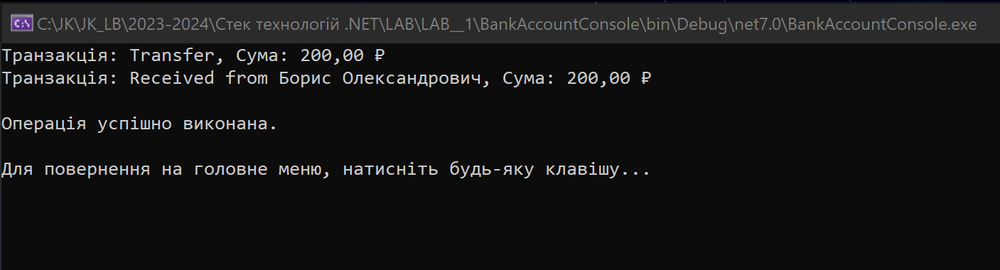 C:\JK\JK_LB\2023-2024\Стек технологій .NET\LAB\LAB__1\BankAccountConsole\bin\Debug\net7.0\BankAccountConsole.exe
Транзакція: Transfer, Сума: 200,00 ₽
Транзакція: Received from Борис Олександрович, Сума: 200,00 ₽
Операція успішно виконана.
Для повернення на головне меню, натисніть будь-яку клавішу...